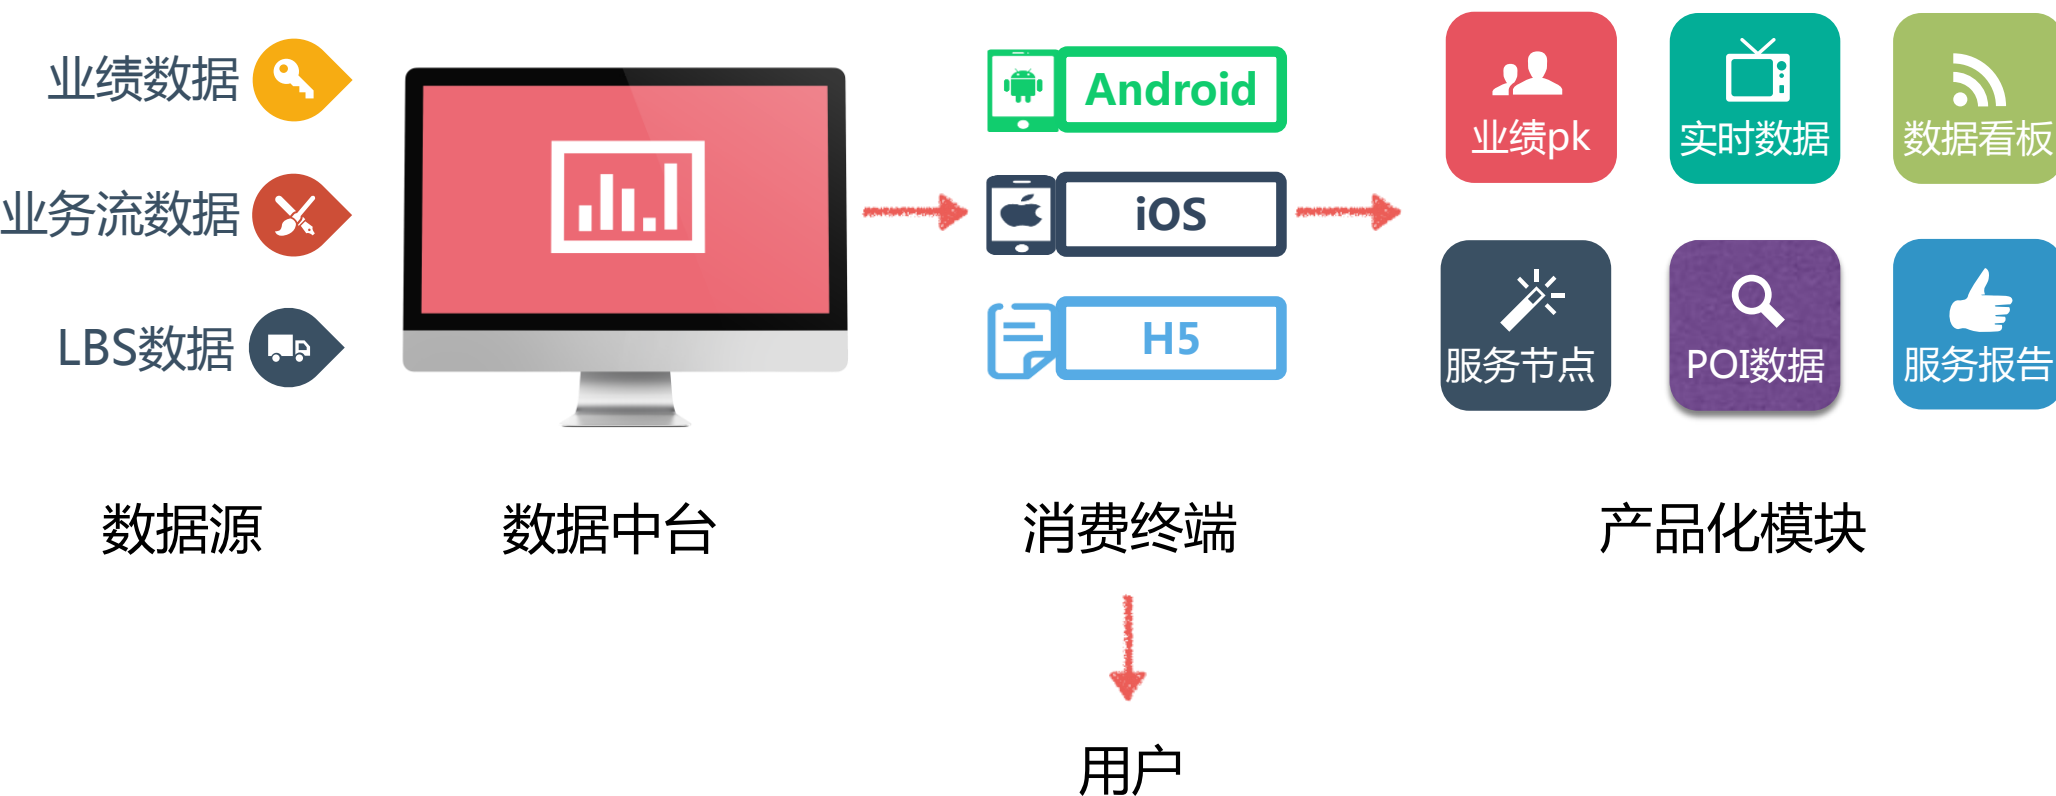 业绩数据
业务流数据
LBS数据
Android
iOS
H5
业绩pk
实时数据
数据看板
服务节点
POI数据
服务报告
数据源
数据中台
消费终端
产品化模块
用户